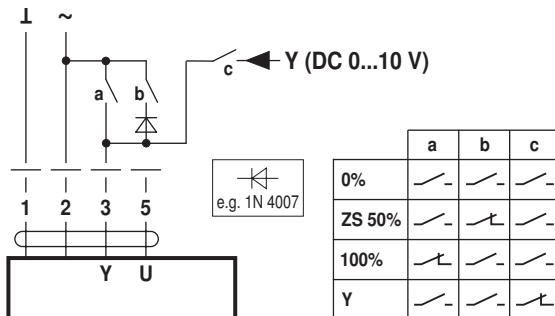 ⊥ ~
c Y (DC 0...10 V)
a b
a b c
e.g. 1N 4007
0%
1 2 3 5
ZS 50%
Y U
100%
Y